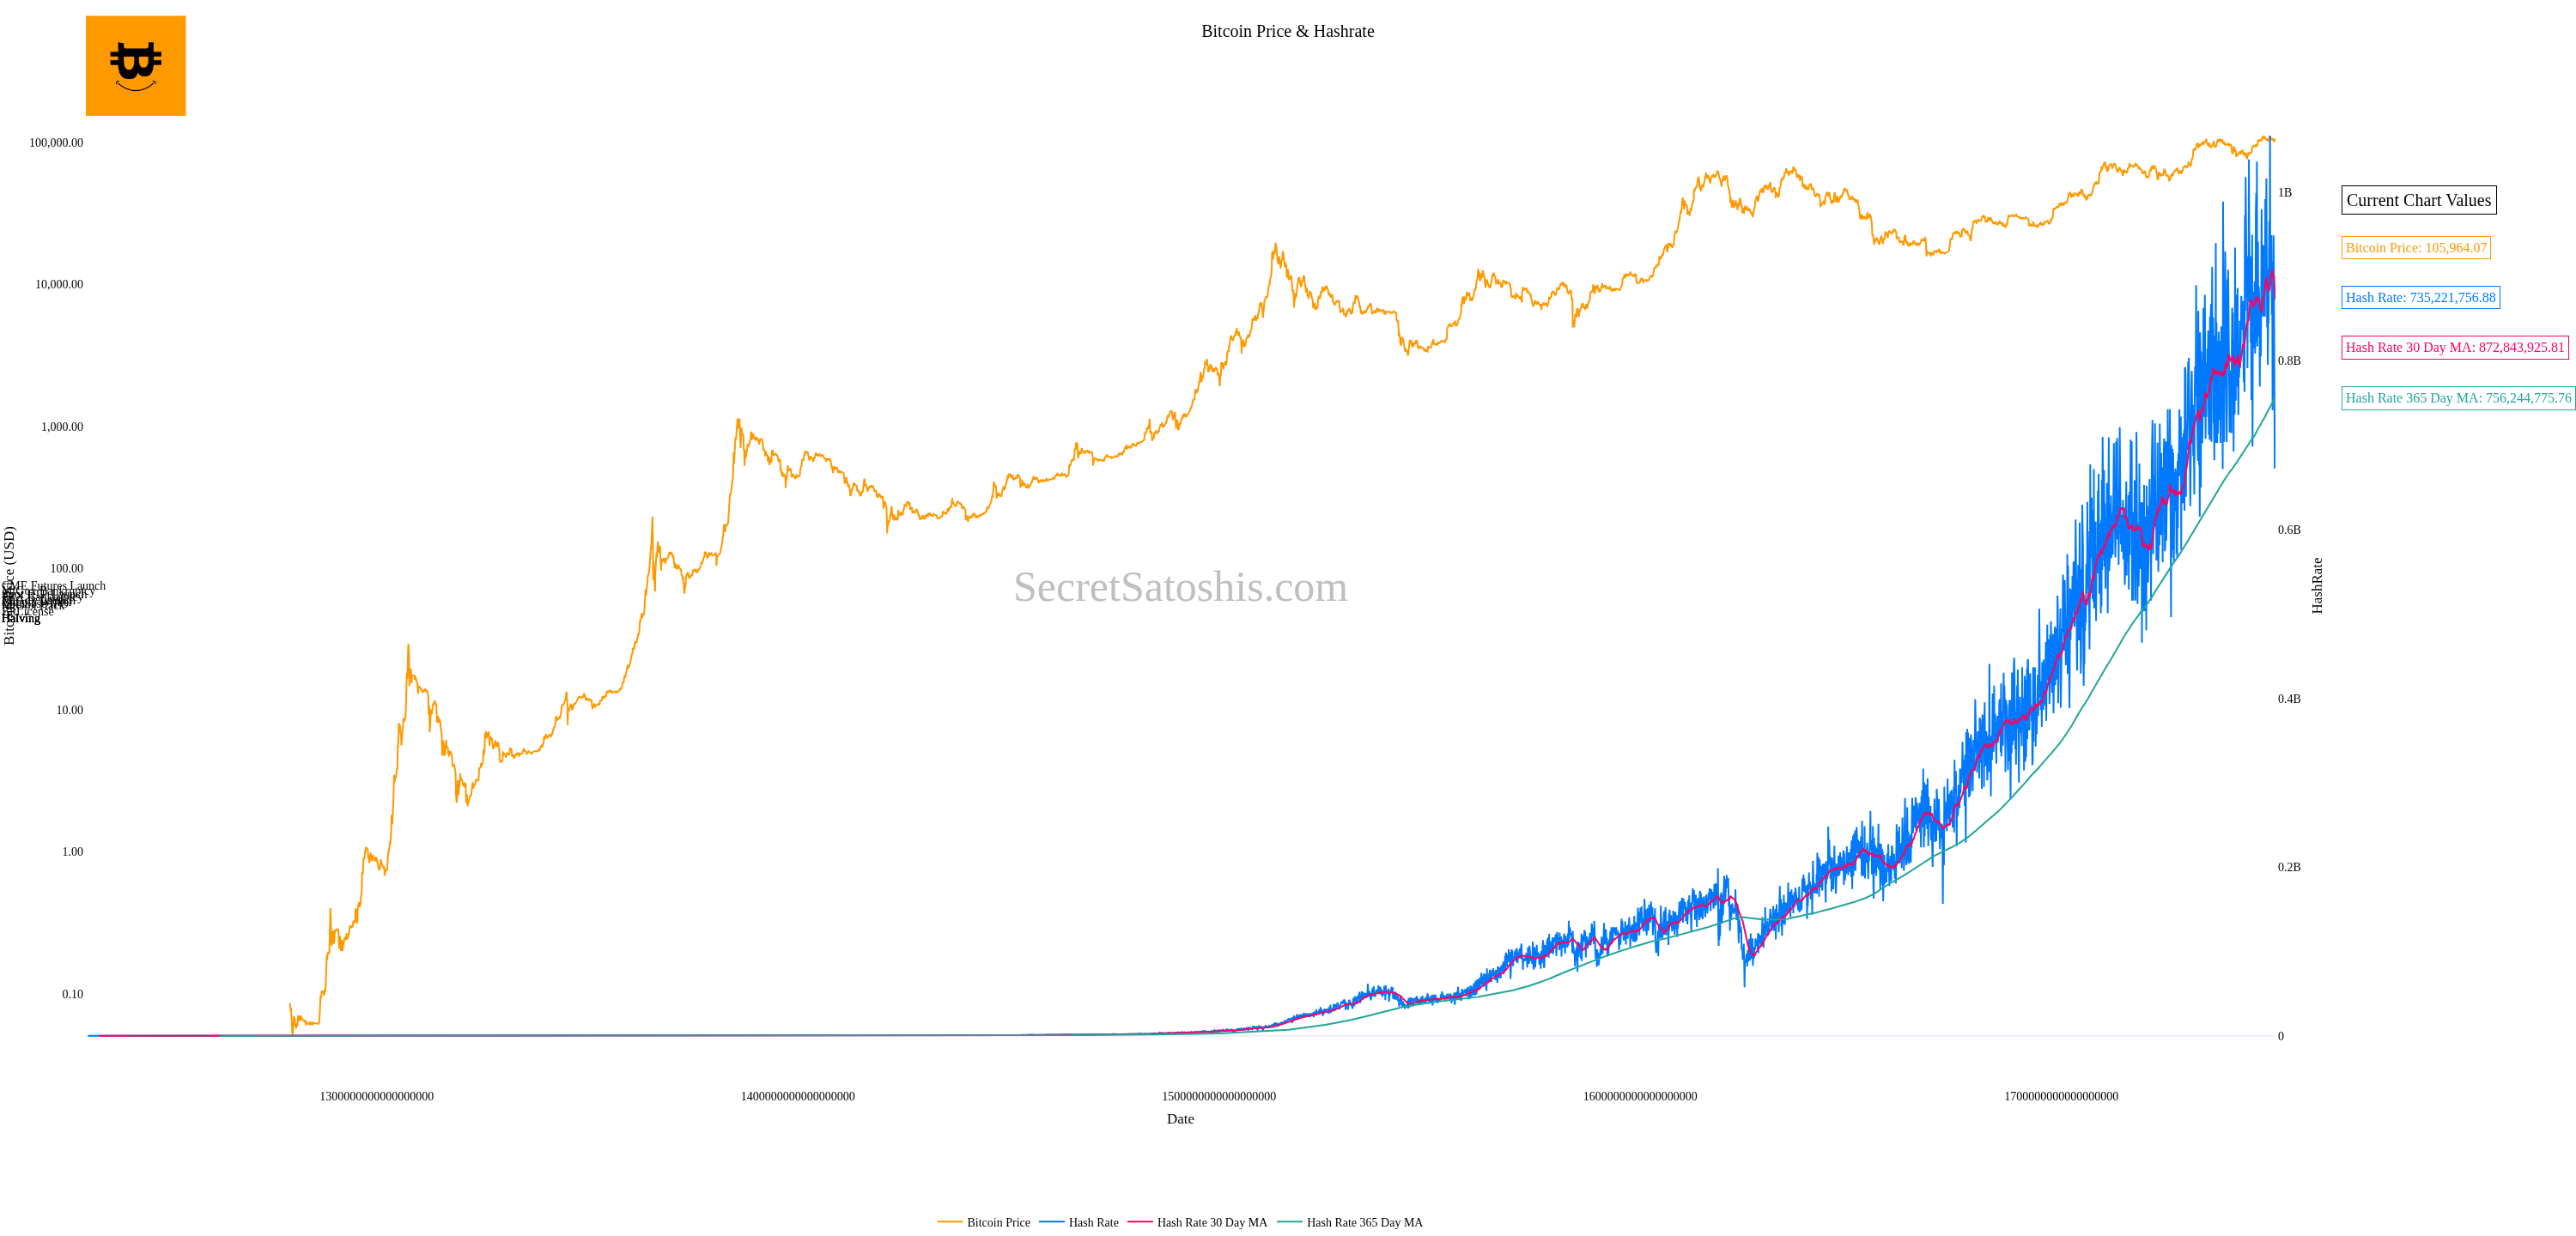 Bitcoin Price & Hashrate
100,000.00
10,000.00
1,000.00
100.00
10.00
1.00
0.10
Bitcoin Price (USD)
CME Futures Launch
Halving
SecretSatoshis.com
1B
0.8B
0.6B
0.4B
0.2B
0
HashRate
Current Chart Values
Bitcoin Price: 105,964.07
Hash Rate: 735,221,756.88
Hash Rate 30 Day MA: 872,843,925.81
Hash Rate 365 Day MA: 756,244,775.76
1300000000000000000
1400000000000000000
1500000000000000000
1600000000000000000
1700000000000000000
Date
Bitcoin Price
Hash Rate
Hash Rate 30 Day MA
Hash Rate 365 Day MA